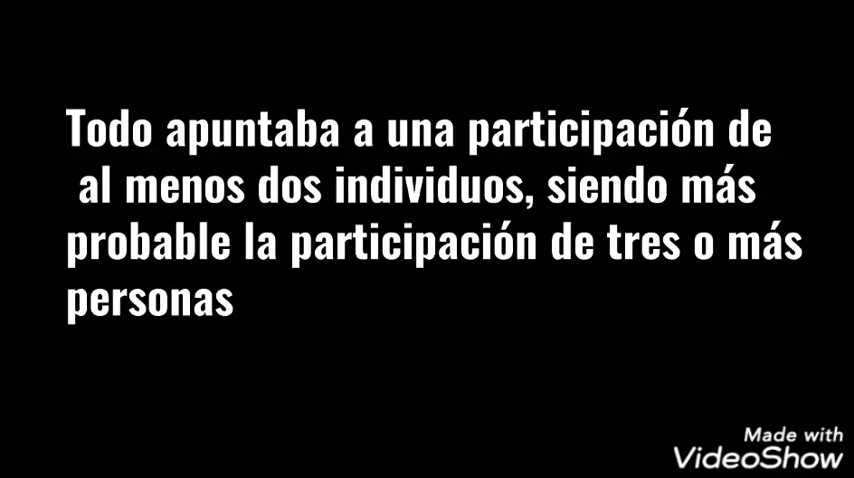 Todo apuntaba a una participación de
al menos dos individuos, siendo más
probable la participación de tres o más
personas
Made with
VideoShow